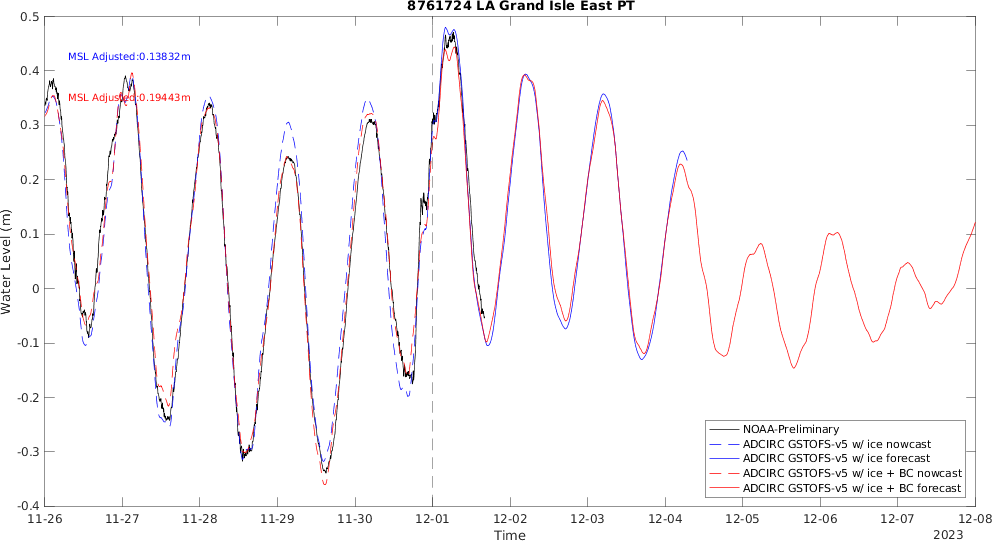 8761724 LA Grand Isle East PT
MSL Adjusted:0.13832m
MSL Adjusted:0.19443m
Water Level (m)
0.5
0.4
0.3
0.2
0.1
0
-0.1
-0.2
-0.3
-0.4
NOAA-Preliminary
ADCIRC GSTOFS-v5 w/ ice nowcast
ADCIRC GSTOFS-v5 w/ ice forecast
ADCIRC GSTOFS-v5 w/ ice + BC nowcast
ADCIRC GSTOFS-v5 w/ ice + BC forecast
11-26 11-27 11-28 11-29 11-30 12-01 12-02 12-03 12-04 12-05 12-06 12-07 12-08
Time
2023